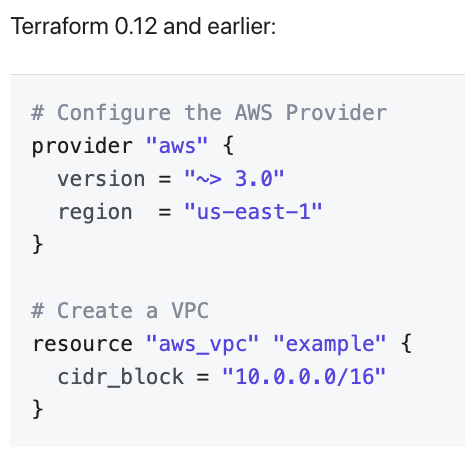 Terraform 0.12 and earlier:
# Configure the AWS Provider
provider "aws" {
  version = "~> 3.0"
  region  = "us-east-1"
}
# Create a VPC
resource "aws_vpc" "example" {
  cidr_block = "10.0.0.0/16"
}